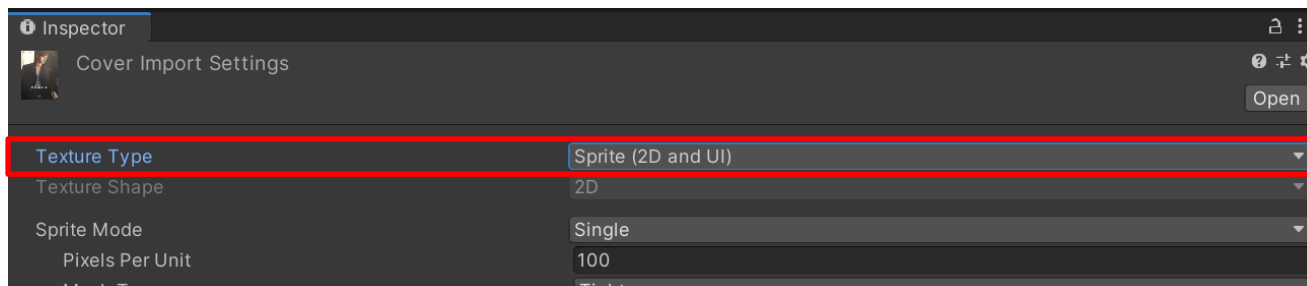 Inspector
Cover Import Settings
Open
Texture Type Sprite (2D and UI)
Texture Shape 2D
Sprite Mode Single
Pixels Per Unit 100